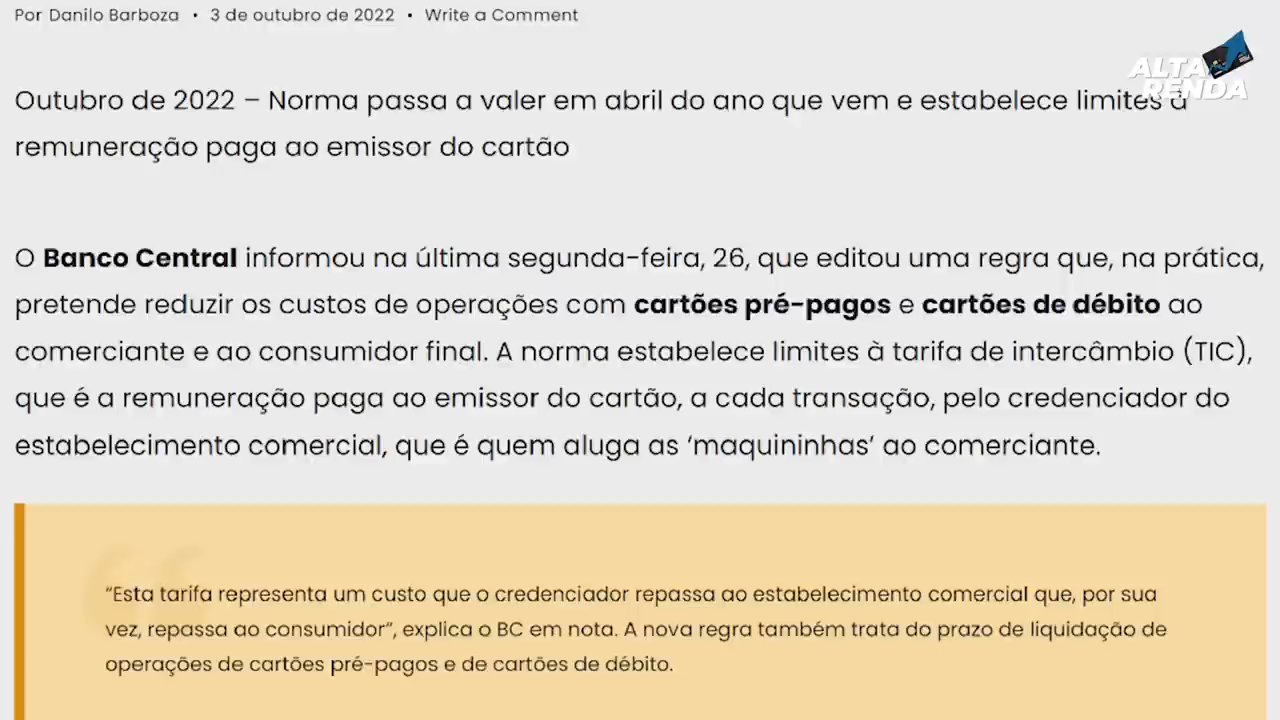 Por Danilo Barboza • 3 de outubro de 2022 • Write a Comment
ALTA
RENDA
Outubro de 2022 – Norma passa a valer em abril do ano que vem e estabelece limites à
remuneração paga ao emissor do cartão
O Banco Central informou na última segunda-feira, 26, que editou uma regra que, na prática,
pretende reduzir os custos de operações com cartões pré-pagos e cartões de débito ao
comerciante e ao consumidor final. A norma estabelece limites à tarifa de intercâmbio (TIC),
que é a remuneração paga ao emissor do cartão, a cada transação, pelo credenciador do
estabelecimento comercial, que é quem aluga as ‘maquininhas’ ao comerciante.
“Esta tarifa representa um custo que o credenciador repassa ao estabelecimento comercial que, por sua
vez, repassa ao consumidor”, explica o BC em nota. A nova regra também trata do prazo de liquidação de
operações de cartões pré-pagos e de cartões de débito.